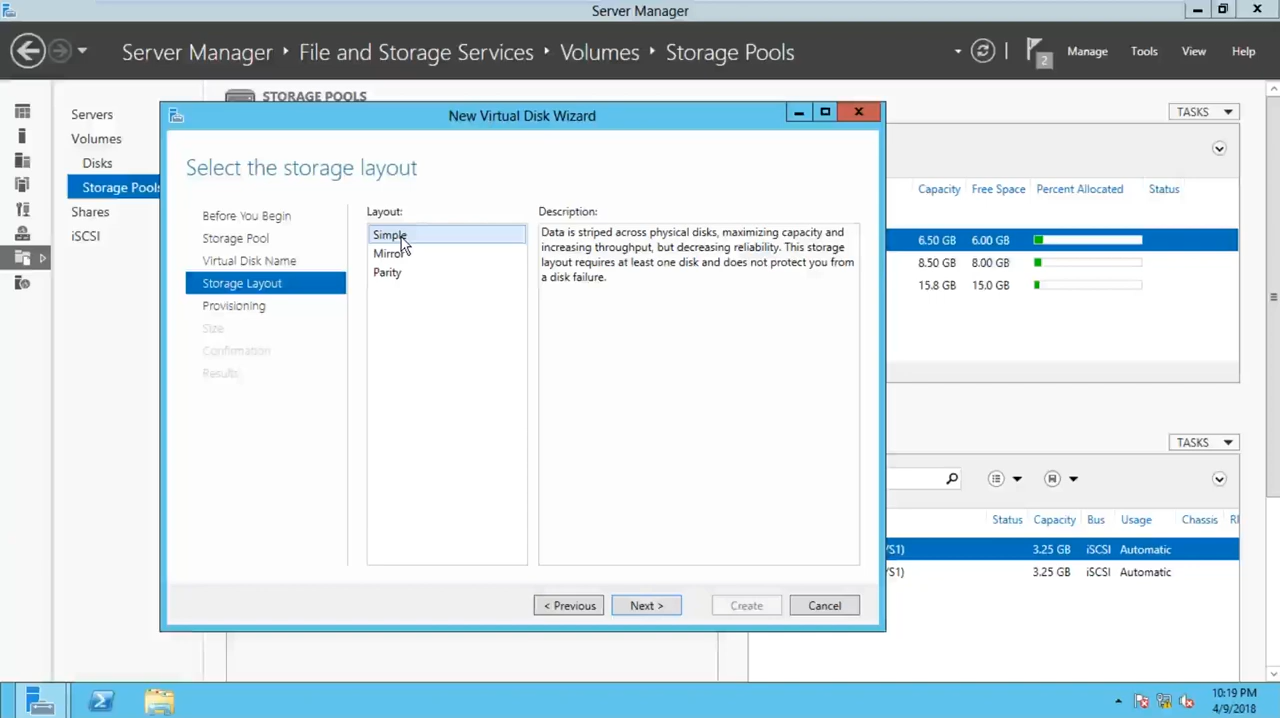 Server Manager
Server Manager • File and Storage Services • Volumes • Storage Pools
2
Manage
Tools
View
Help
Servers
Volumes
Disks
Storage Pools
Shares
iSCSI
STORAGE POOLS
TASKS
New Virtual Disk Wizard
Select the storage layout
Before You Begin
Storage Pool
Virtual Disk Name
Storage Layout
Provisioning
Size
Confirmation
Results
Layout:
Simple
Mirror
Parity
Description:
Data is striped across physical disks, maximizing capacity and
increasing throughput, but decreasing reliability. This storage
layout requires at least one disk and does not protect you from
a disk failure.
< Previous
Next >
Create
Cancel
Capacity Free Space Percent Allocated Status
6.50 GB 6.00 GB
8.50 GB 8.00 GB
15.8 GB 15.0 GB
TASKS
Status Capacity Bus Usage Chassis
/S1) 3.25 GB iSCSI Automatic
/S1) 3.25 GB iSCSI Automatic
10:19 PM
4/9/2018